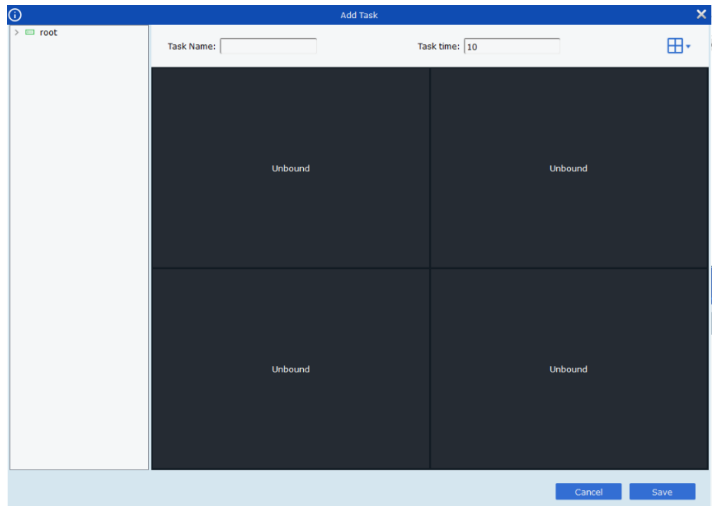 Add Task
root
Task Name:
Task time: 10
Unbound
Unbound
Unbound
Unbound
Cancel
Save